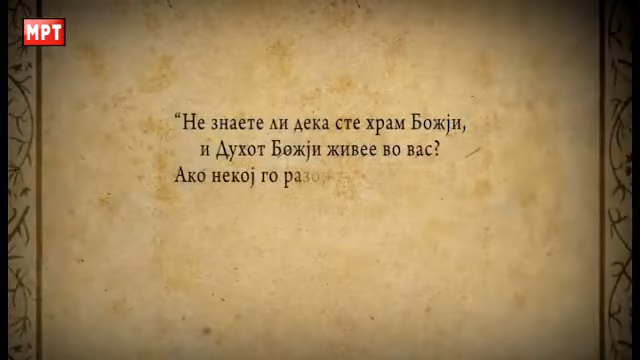 МРТ
“Не знаете ли дека сте храм Божји,
и Духот Божји живее во вас?
Ако некој го